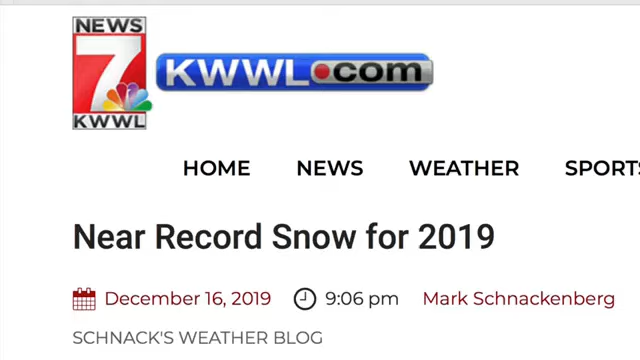 NEWS
7
KWWL
KWWL.com
HOME NEWS WEATHER SPORTS
Near Record Snow for 2019
December 16, 2019 9:06 pm Mark Schnackenberg
SCHNACK'S WEATHER BLOG